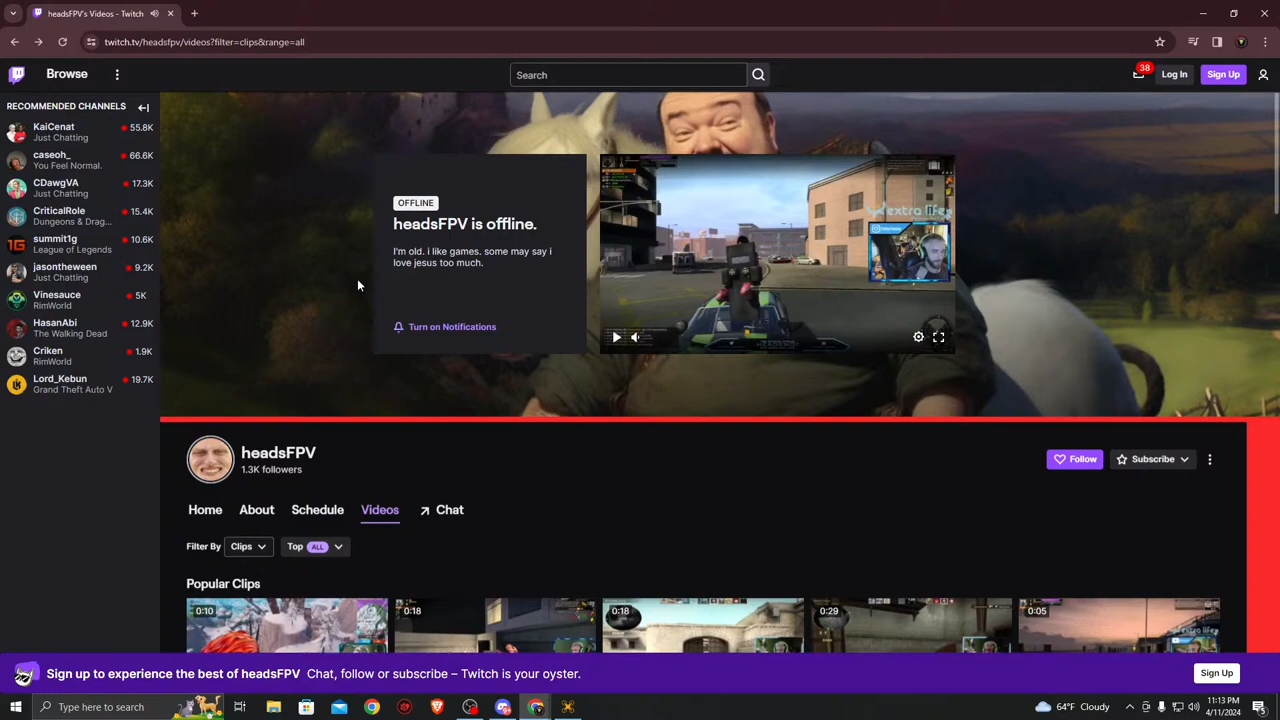 headsFPV's Videos - Twitch
twitch.tv/headsfpv/videos?filter=clips&range=all
Browse
Search
38
Log In
Sign Up
RECOMMENDED CHANNELS
KaiCenat
55.8K
Just Chatting
caseoh_
66.6K
You Feel Normal.
CDawgVA
17.3K
Just Chatting
CriticalRole
15.4K
Dungeons & Drag...
summit1g
10.6K
League of Legends
jasontheween
9.2K
Just Chatting
Vinesauce
5K
RimWorld
HasanAbi
12.9K
The Walking Dead
Criken
1.9K
RimWorld
Lord_Kebun
19.7K
Grand Theft Auto V
OFFLINE
headsFPV is offline.
I'm old. i like games. some may say i
love jesus too much.
Turn on Notifications
extra lifes
headsFPV
1.3K followers
Follow
Subscribe
Home
About
Schedule
Videos
Chat
Filter By
Clips
Top ALL
Popular Clips
0:10
0:18
0:18
0:29
0:05
Sign up to experience the best of headsFPV
Chat, follow or subscribe – Twitch is your oyster.
Sign Up
Type here to search
64°F Cloudy
11:13 PM
4/11/2024